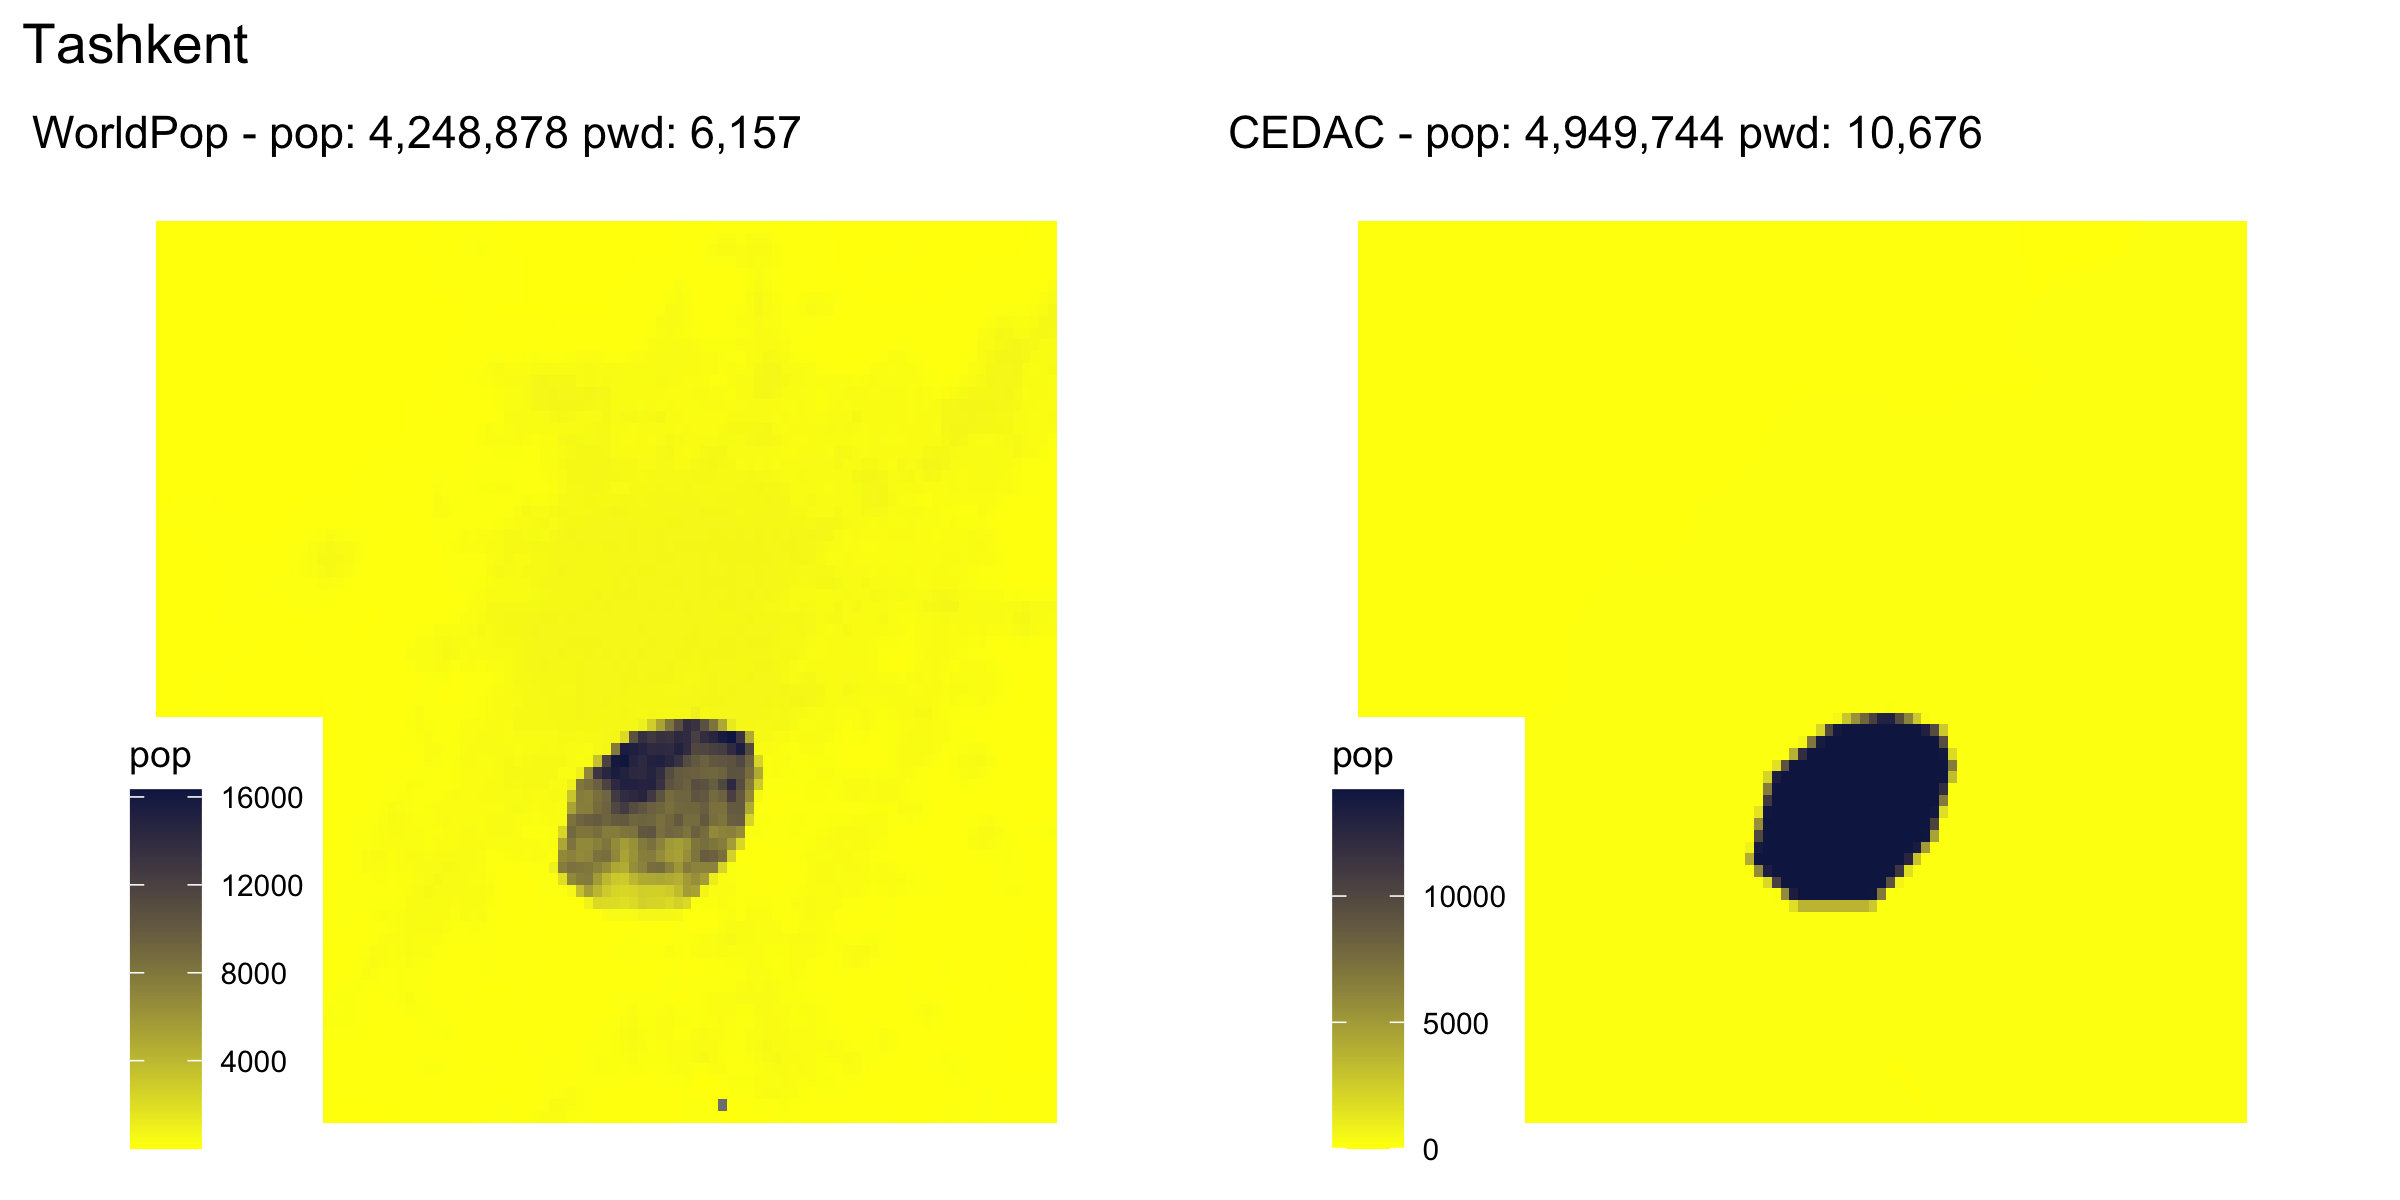 Tashkent
WorldPop - pop: 4,248,878 pwd: 6,157
CEDAC - pop: 4,949,744 pwd: 10,676
pop
16000
12000
8000
4000
pop
10000
5000
0